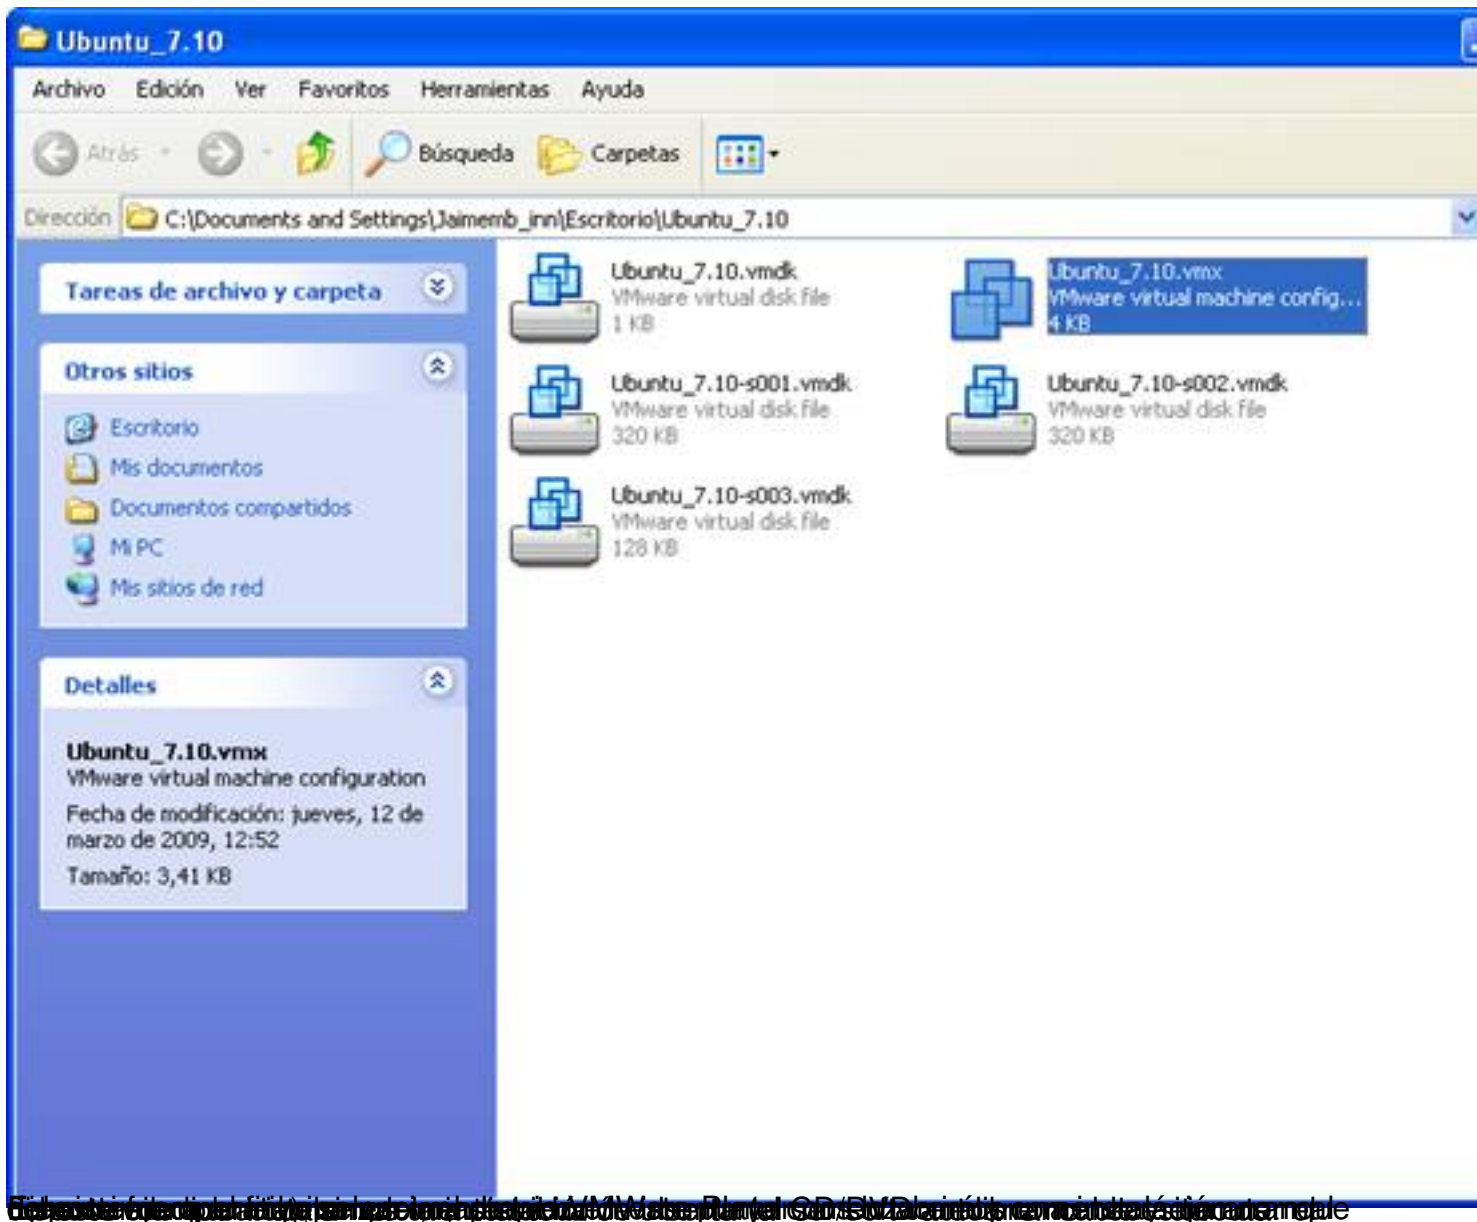 Ubuntu_7.10
Archivo Edición Ver Favoritos Herramientas Ayuda
Atrás Búsqueda Carpetas
Dirección C:\Documents and Settings\Jaimemb_inn\Escritorio\Ubuntu_7.10
Tareas de archivo y carpeta
Otros sitios
Escritorio
Mis documentos
Documentos compartidos
Mi PC
Mis sitios de red
Detalles
Ubuntu_7.10.vmx
VMware virtual machine configuration
Fecha de modificación: jueves, 12 de
marzo de 2009, 12:52
Tamaño: 3,41 KB
Ubuntu_7.10.vmdk
VMware virtual disk file
1 KB
Ubuntu_7.10.vmx
VMware virtual machine config...
4 KB
Ubuntu_7.10-s001.vmdk
VMware virtual disk file
320 KB
Ubuntu_7.10-s002.vmdk
VMware virtual disk file
320 KB
Ubuntu_7.10-s003.vmdk
VMware virtual disk file
128 KB